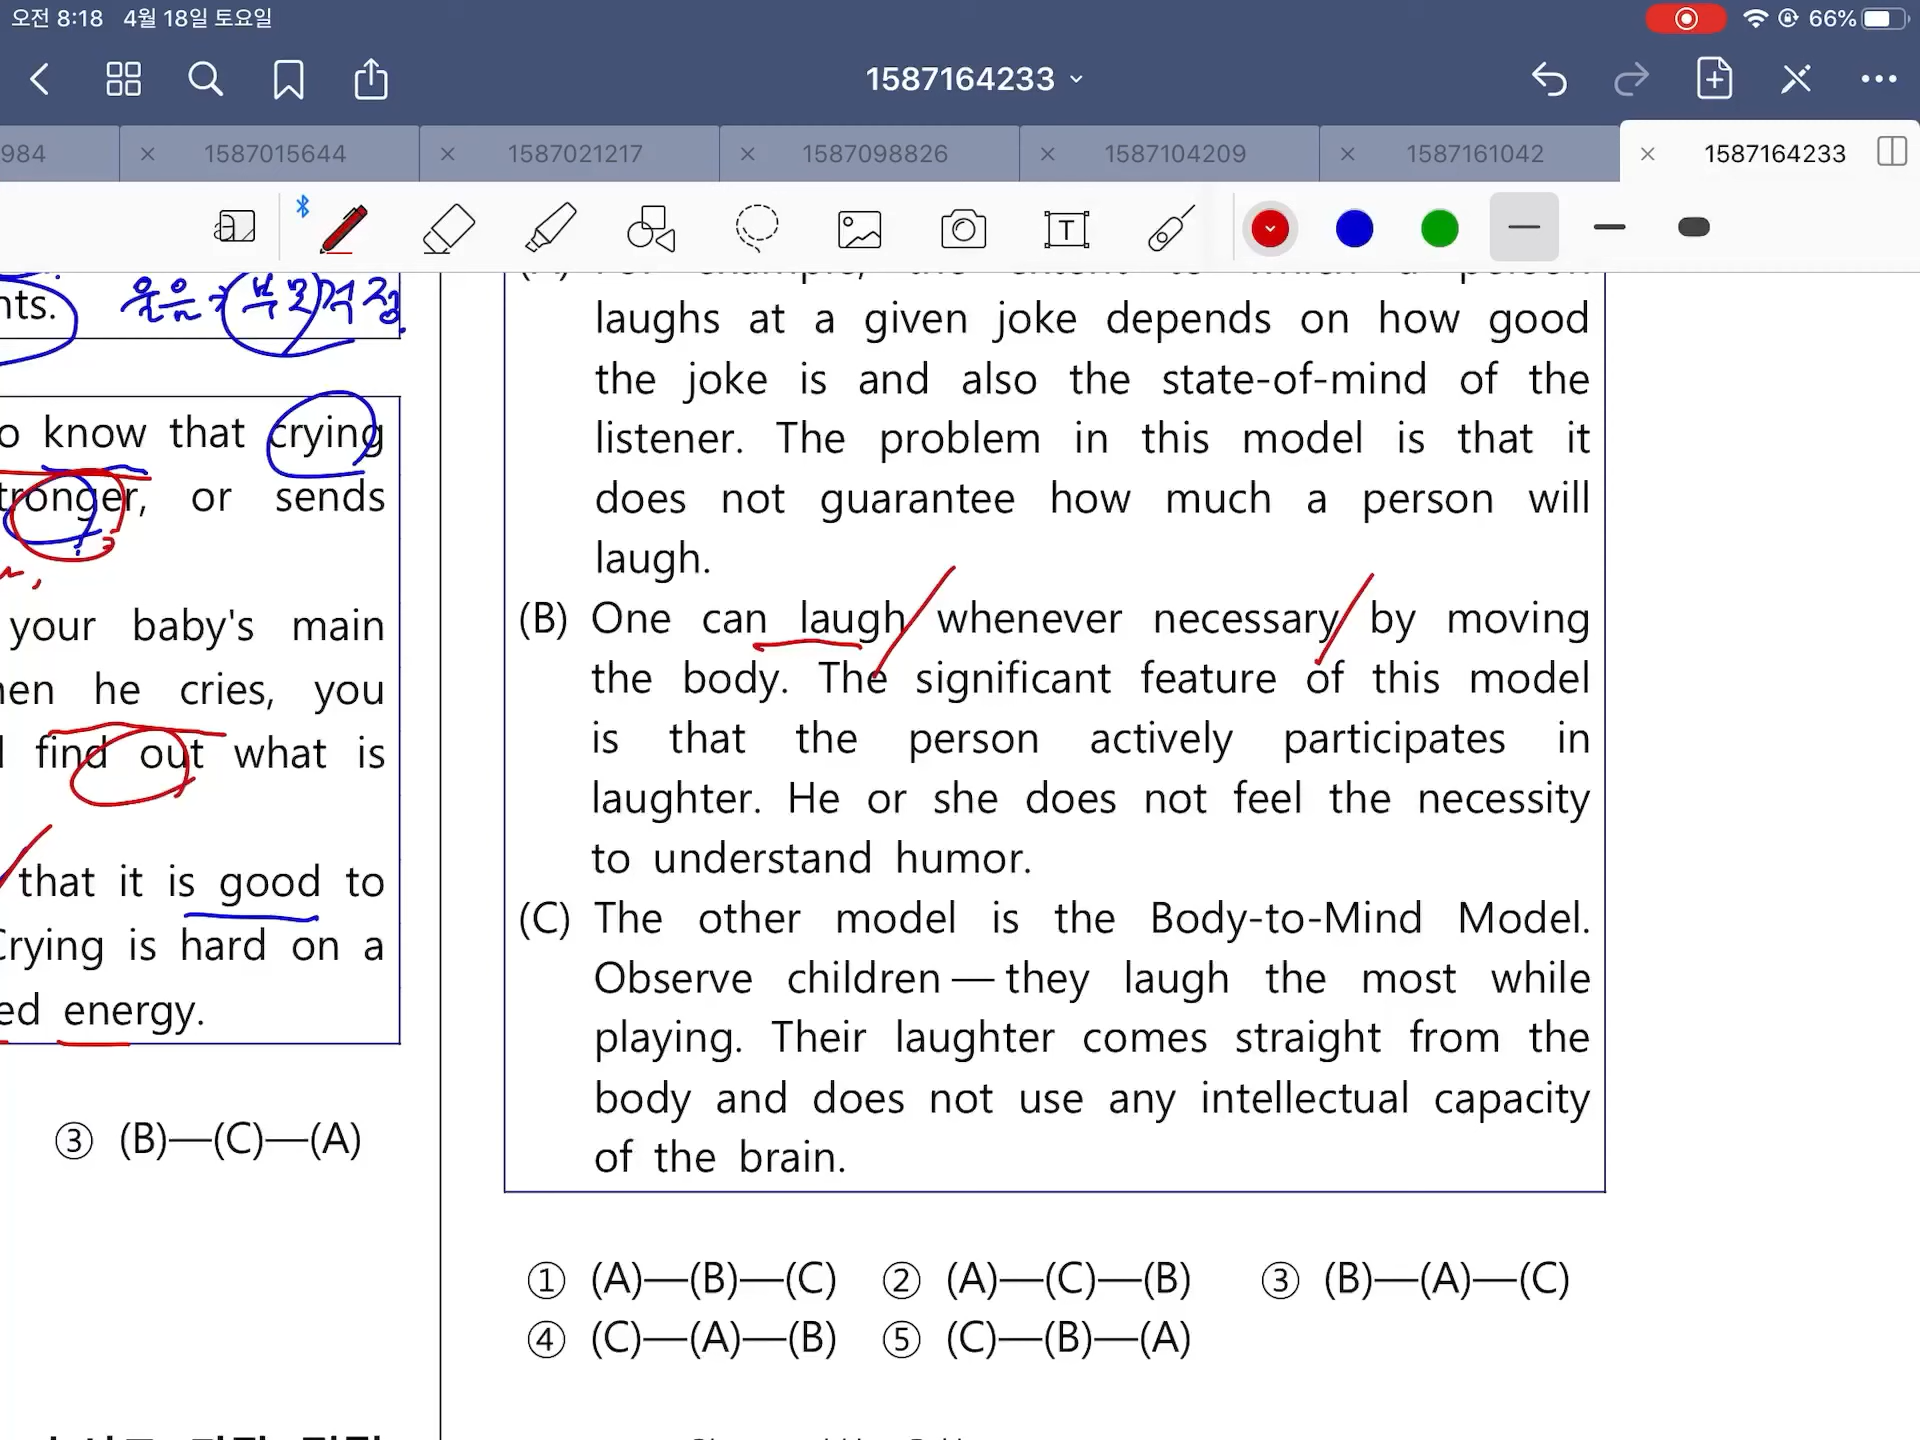 오전 8:18 4월 18일 토요일
66%
1587164233
984
1587015644
1587021217
1587098826
1587104209
1587161042
1587164233
nts. 울음 부모 걱정.
o know that crying
tronger, or sends
your baby's main
en he cries, you
find out what is
that it is good to
Crying is hard on a
ed energy.
③ (B)—(C)—(A)
laughs at a given joke depends on how good
the joke is and also the state-of-mind of the
listener. The problem in this model is that it
does not guarantee how much a person will
laugh.
(B) One can laugh whenever necessary by moving
the body. The significant feature of this model
is that the person actively participates in
laughter. He or she does not feel the necessity
to understand humor.
(C) The other model is the Body-to-Mind Model.
Observe children — they laugh the most while
playing. Their laughter comes straight from the
body and does not use any intellectual capacity
of the brain.
① (A)—(B)—(C) ② (A)—(C)—(B) ③ (B)—(A)—(C)
④ (C)—(A)—(B) ⑤ (C)—(B)—(A)